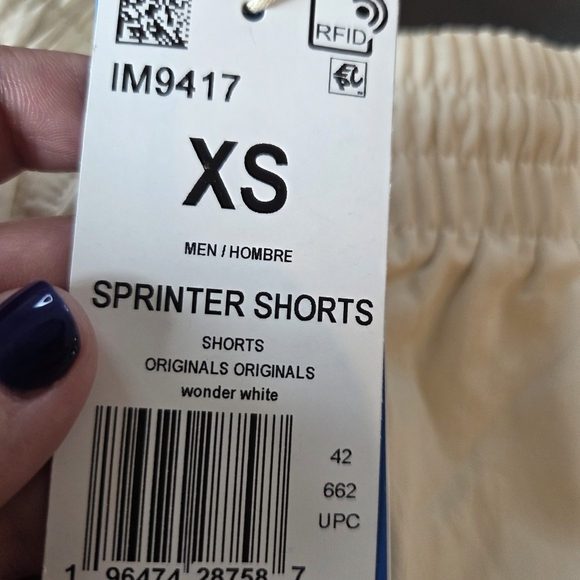 RFID
IM9417
XS
MEN / HOMBRE
SPRINTER SHORTS
SHORTS
ORIGINALS ORIGINALS
wonder white
42
662
UPC
1 96474 28758 7